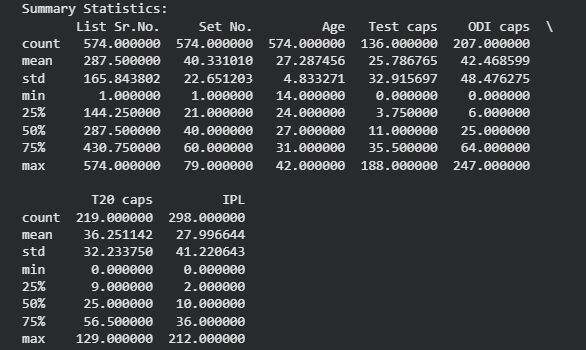 Summary Statistics:
List Sr.No. Set No. Age Test caps ODI caps \
count 574.000000 574.000000 574.000000 136.000000 207.000000
mean 287.500000 40.331010 27.287456 25.786765 42.468599
std 165.843802 22.651203 4.833271 32.915697 48.476275
min 1.000000 1.000000 14.000000 0.000000 0.000000
25% 144.250000 21.000000 24.000000 3.750000 6.000000
50% 287.500000 40.000000 27.000000 11.000000 25.000000
75% 430.750000 60.000000 31.000000 35.500000 64.000000
max 574.000000 79.000000 42.000000 188.000000 247.000000
T20 caps IPL
count 219.000000 298.000000
mean 36.251142 27.996644
std 32.233750 41.220643
min 0.000000 0.000000
25% 9.000000 2.000000
50% 25.000000 10.000000
75% 56.500000 36.000000
max 129.000000 212.000000